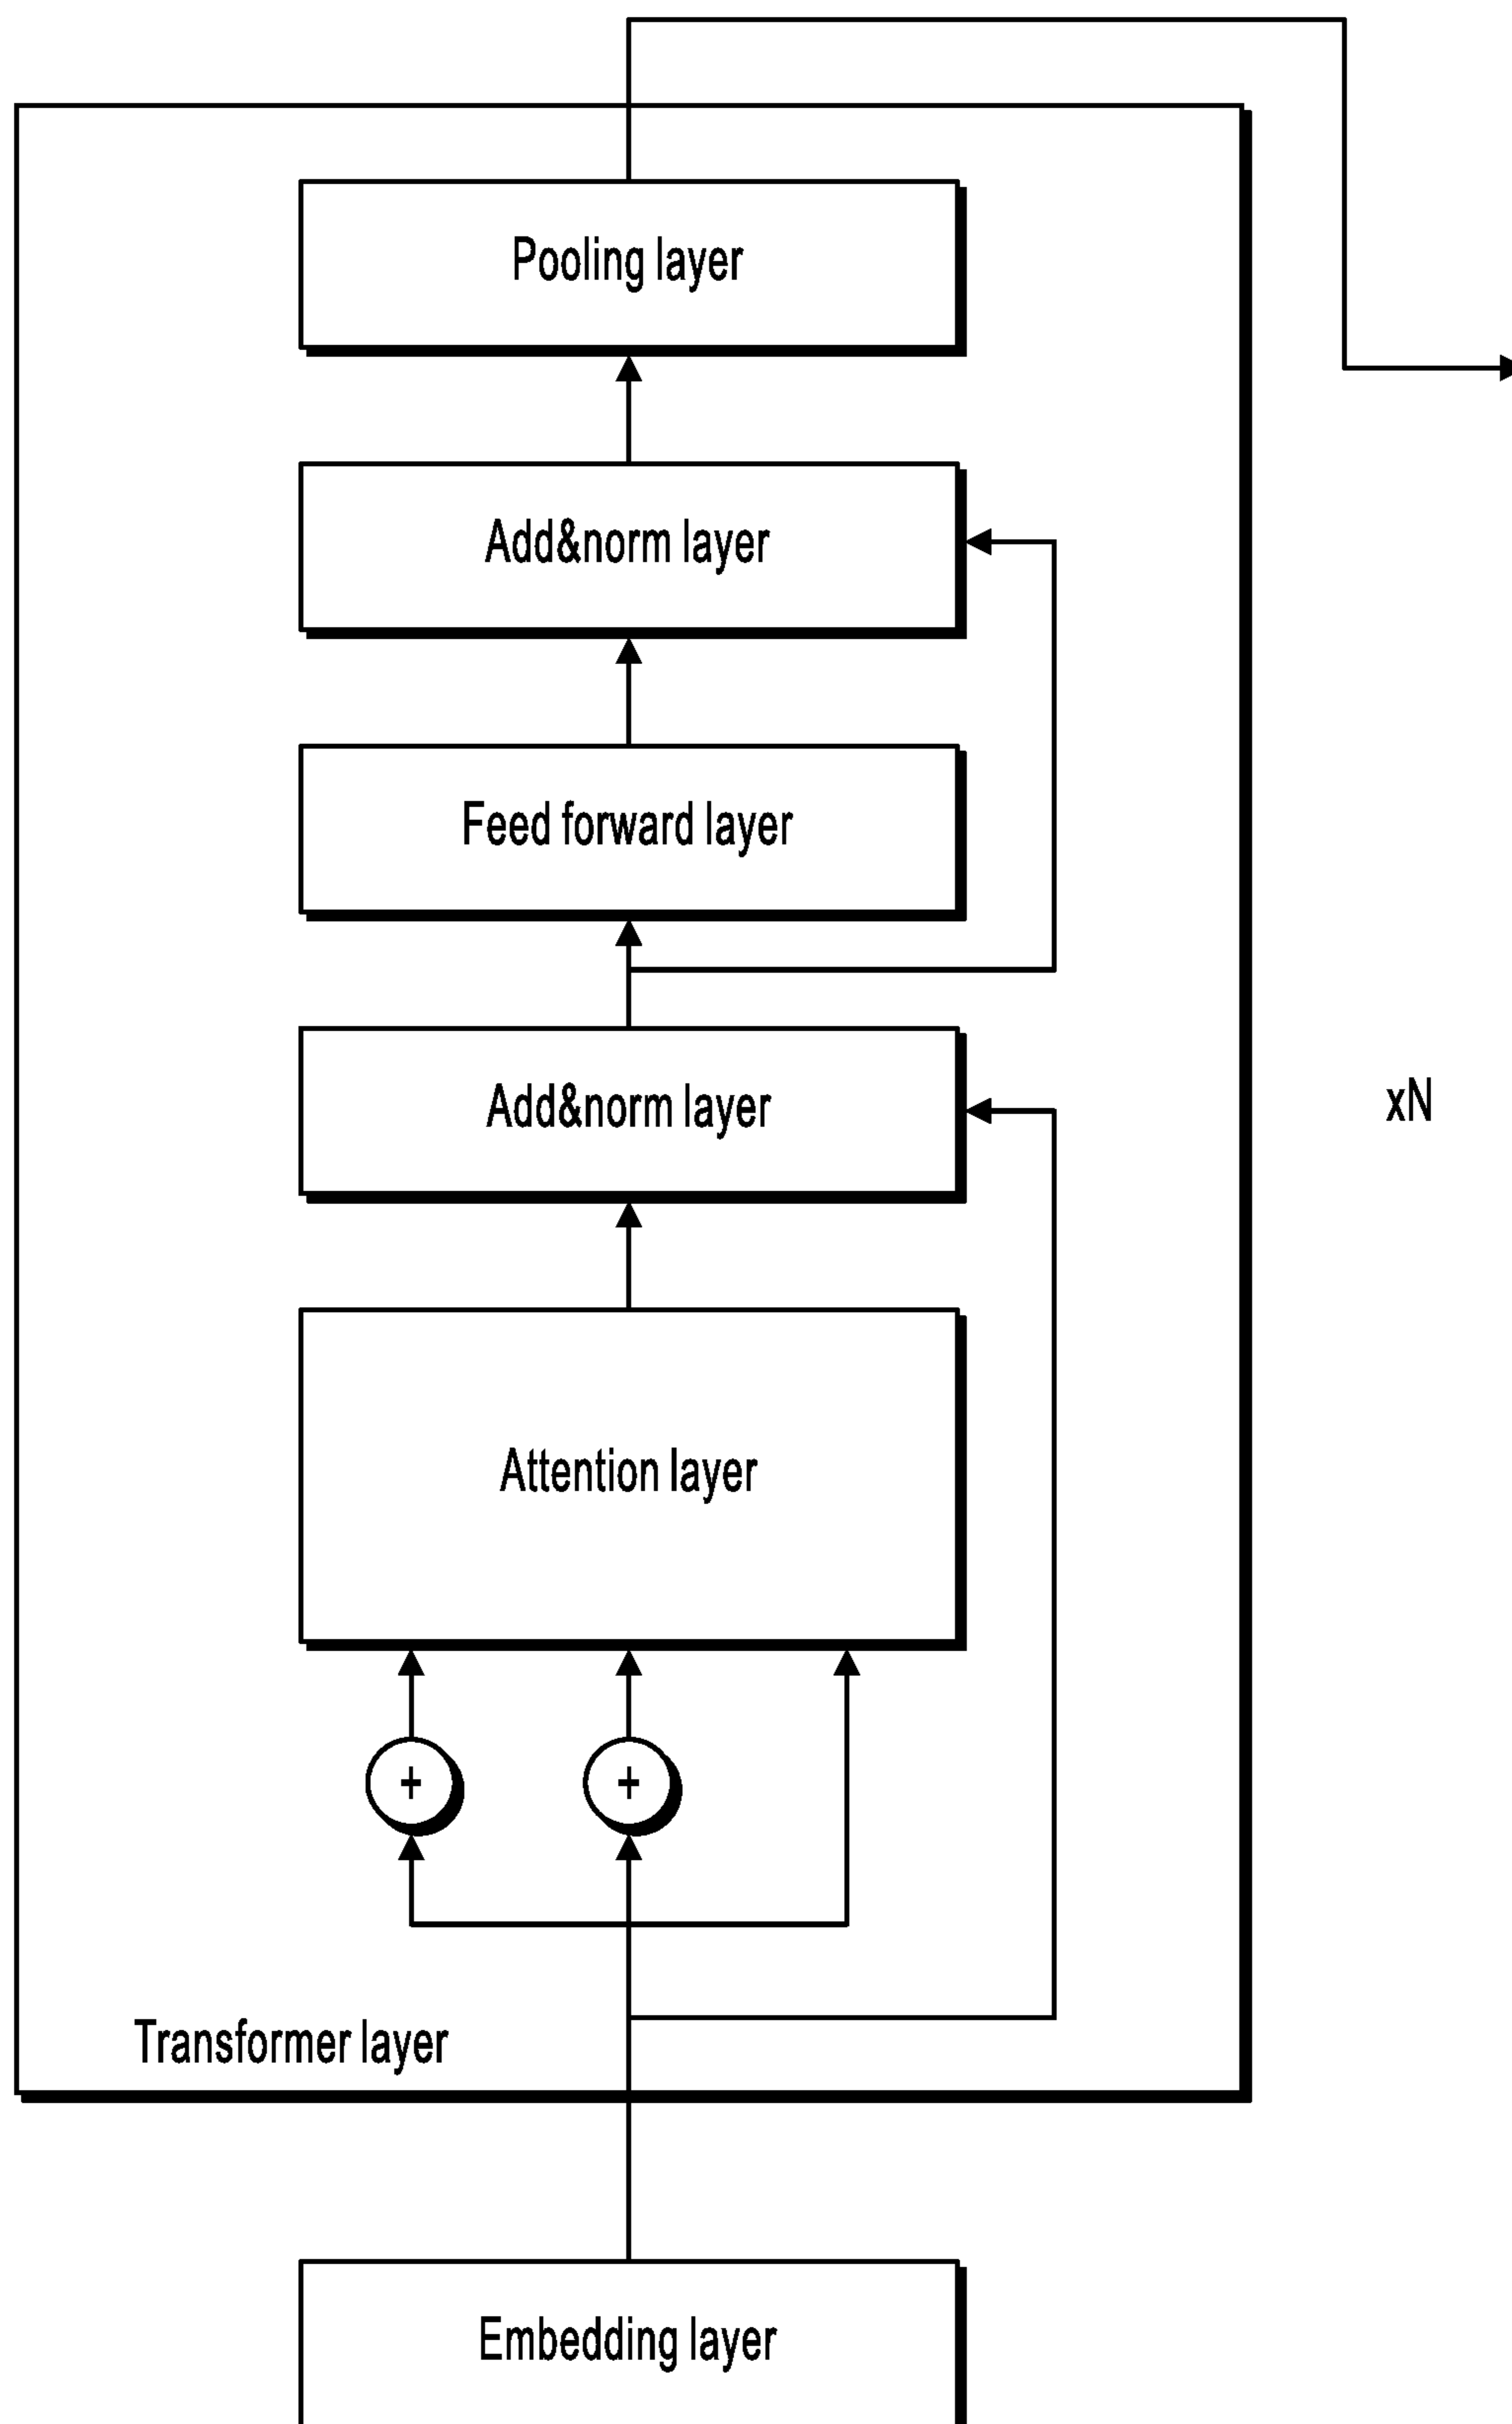 Pooling layer
Add&norm layer
Feed forward layer
Add&norm layer
xN
Attention layer
+ +
Transformer layer
Embedding layer